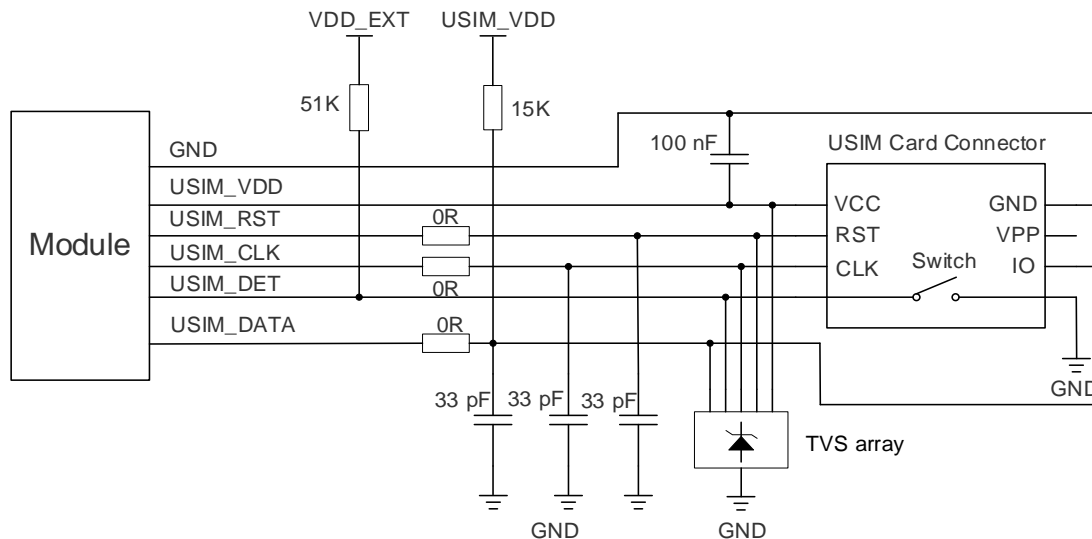 VDD_EXT USIM_VDD
51K 15K
100 nF USIM Card Connector
GND
USIM_VDD
VCC GND
USIM_RST 0R
RST VPP
Module
USIM_CLK
CLK Switch IO
USIM_DET 0R
USIM_DATA 0R
GND
33 pF 33 pF 33 pF
TVS array
GND GND